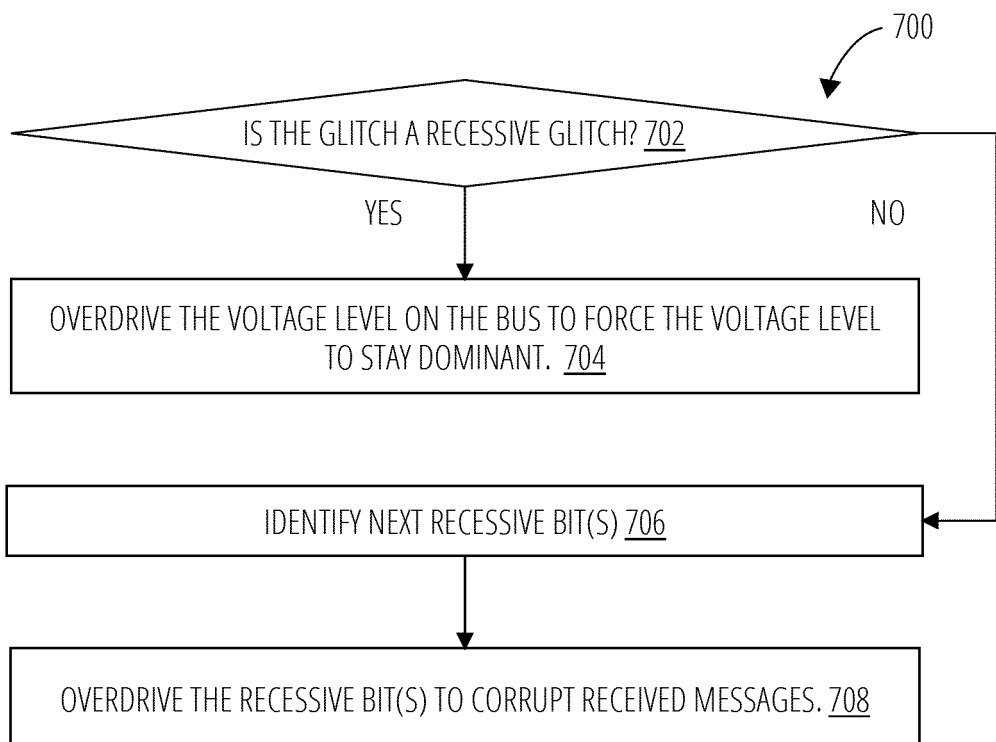 700
IS THE GLITCH A RECESSIVE GLITCH? 702
YES
NO
OVERDRIVE THE VOLTAGE LEVEL ON THE BUS TO FORCE THE VOLTAGE LEVEL
TO STAY DOMINANT. 704
IDENTIFY NEXT RECESSIVE BIT(S) 706
OVERDRIVE THE RECESSIVE BIT(S) TO CORRUPT RECEIVED MESSAGES. 708